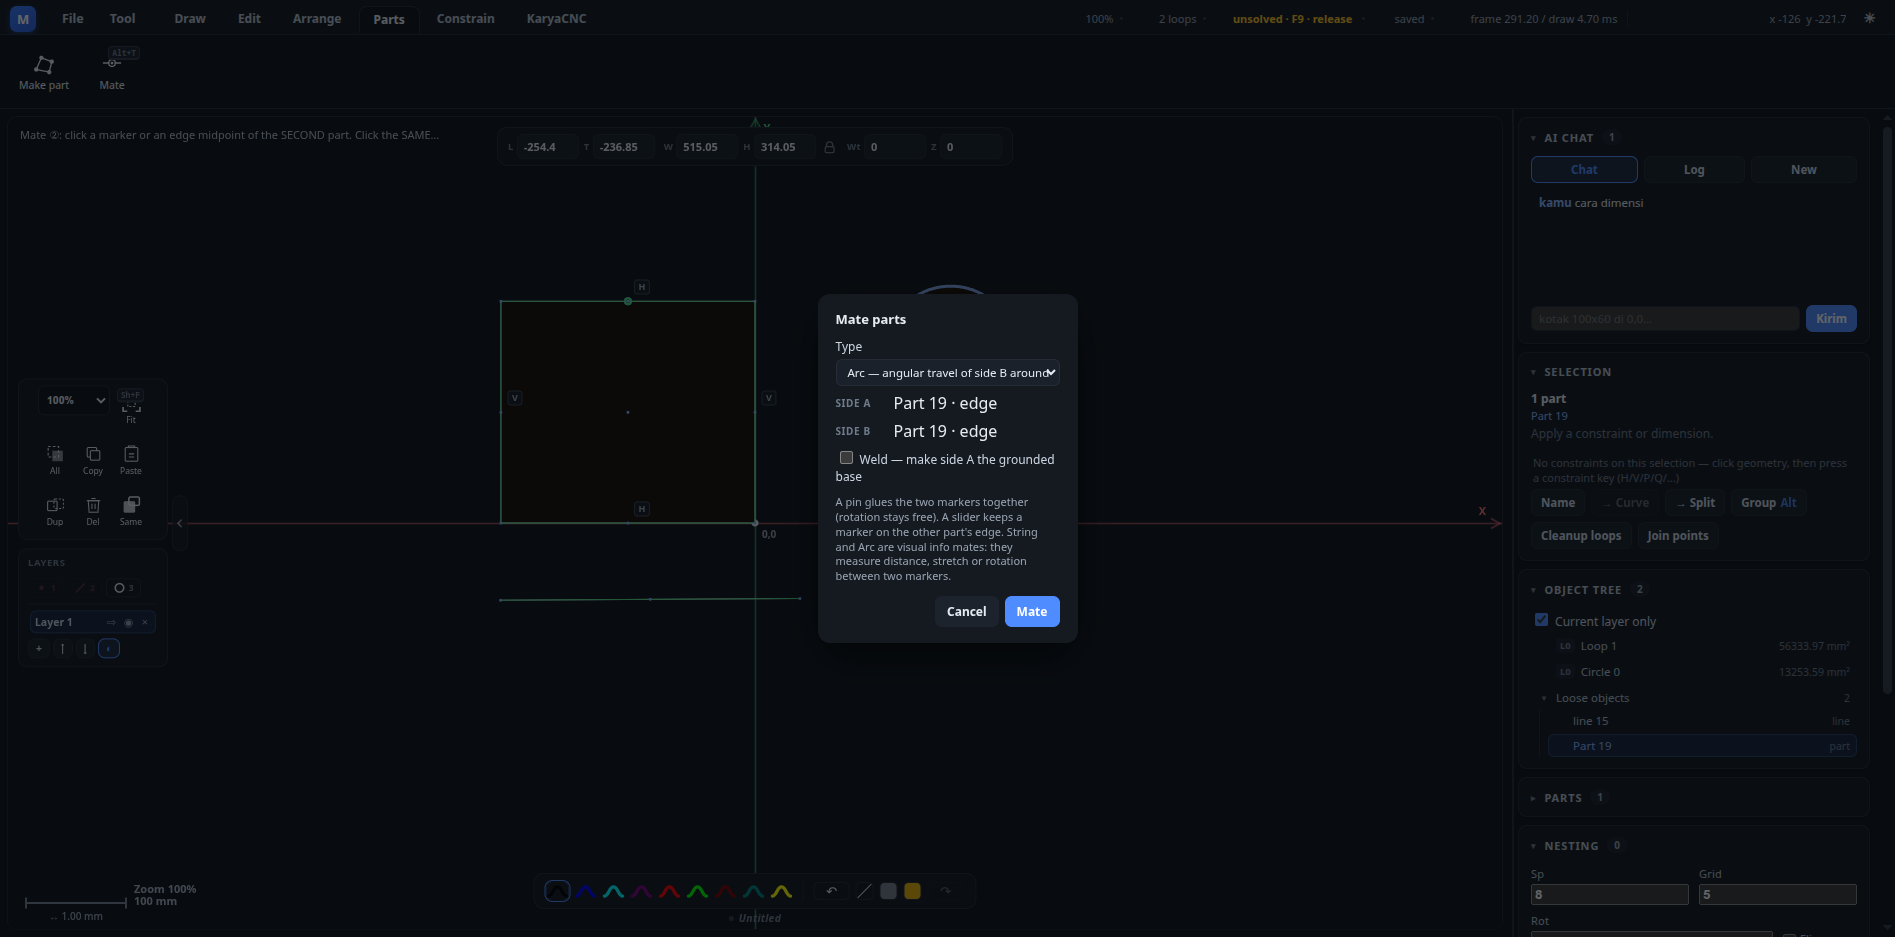 M File Tool Draw Edit Arrange Parts Constrain KaryaCNC 100% 2 loops unsolved · F9 · release saved frame 291.20 / draw 4.70 ms x -126 y -221.7
Alt+T
Make part Mate
Mate ②: click a marker or an edge midpoint of the SECOND part. Click the SAME...
Y
L -254.4 T -236.85 W 515.05 H 314.05 Wt 0 Z 0
H
V V
H
0,0
X
100% Sh+F
Fit
All Copy Paste
Dup Del Same
LAYERS
3
Layer 1
Mate parts
Type
Arc — angular travel of side B around
SIDE A Part 19 · edge
SIDE B Part 19 · edge
Weld — make side A the grounded
base
A pin glues the two markers together
(rotation stays free). A slider keeps a
marker on the other part's edge. String
and Arc are visual info mates: they
measure distance, stretch or rotation
between two markers.
Cancel Mate
AI CHAT 1
Chat Log New
kamu cara dimensi
kotak 100x60 di 0,0...
Kirim
SELECTION
1 part
Part 19
Apply a constraint or dimension.
No constraints on this selection — click geometry, then press
a constraint key (H/V/P/Q/...)
Name → Curve → Split Group Alt
Cleanup loops Join points
OBJECT TREE 2
Current layer only
LO Loop 1 56333.97 mm²
LO Circle 0 13253.59 mm²
Loose objects 2
line 15 line
Part 19 part
PARTS 1
NESTING 0
Sp Grid
8 5
Rot
Zoom 100%
100 mm
↔ 1.00 mm
Untitled